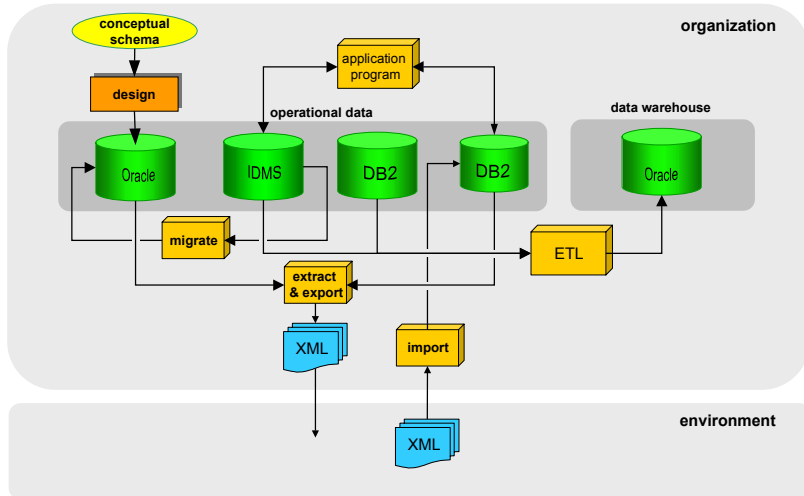 conceptual
schema
organization
application
program
design
operational data
data warehouse
Oracle
IDMS
DB2
DB2
Oracle
migrate
ETL
extract
& export
XML
import
environment
XML